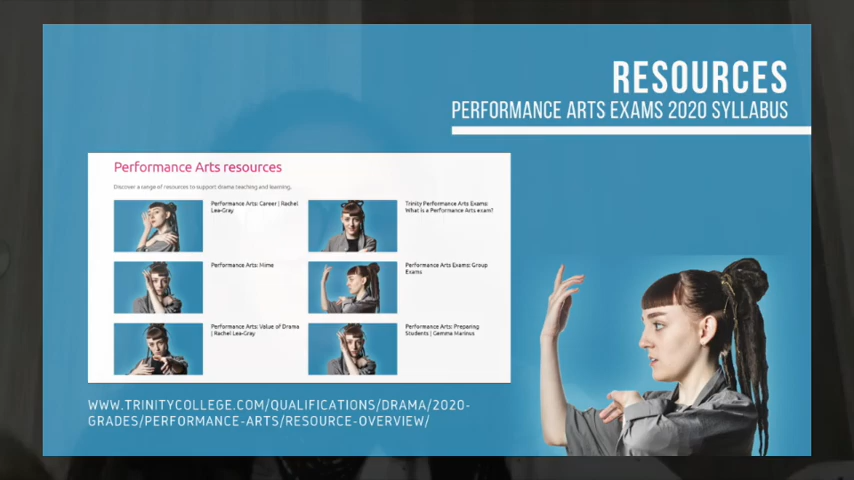 RESOURCES
PERFORMANCE ARTS EXAMS 2020 SYLLABUS
Performance Arts resources
Discover a range of resources to support drama teaching and learning.
Performance Arts: Career | Rachel
Lea-Gray
Trinity Performance Arts Exams:
What is a Performance Arts exam?
Performance Arts: Mime
Performance Arts Exams: Group
Exams
Performance Arts: Value of Drama
| Rachel Lea-Gray
Performance Arts: Preparing
Students | Gemma Marinus
WWW.TRINITYCOLLEGE.COM/QUALIFICATIONS/DRAMA/2020-
GRADES/PERFORMANCE-ARTS/RESOURCE-OVERVIEW/